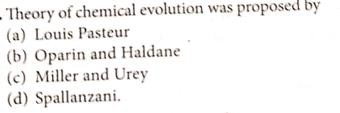 . Theory of chemical evolution was proposed by
(a) Louis Pasteur
(b) Oparin and Haldane
(c) Miller and Urey
(d) Spallanzani.